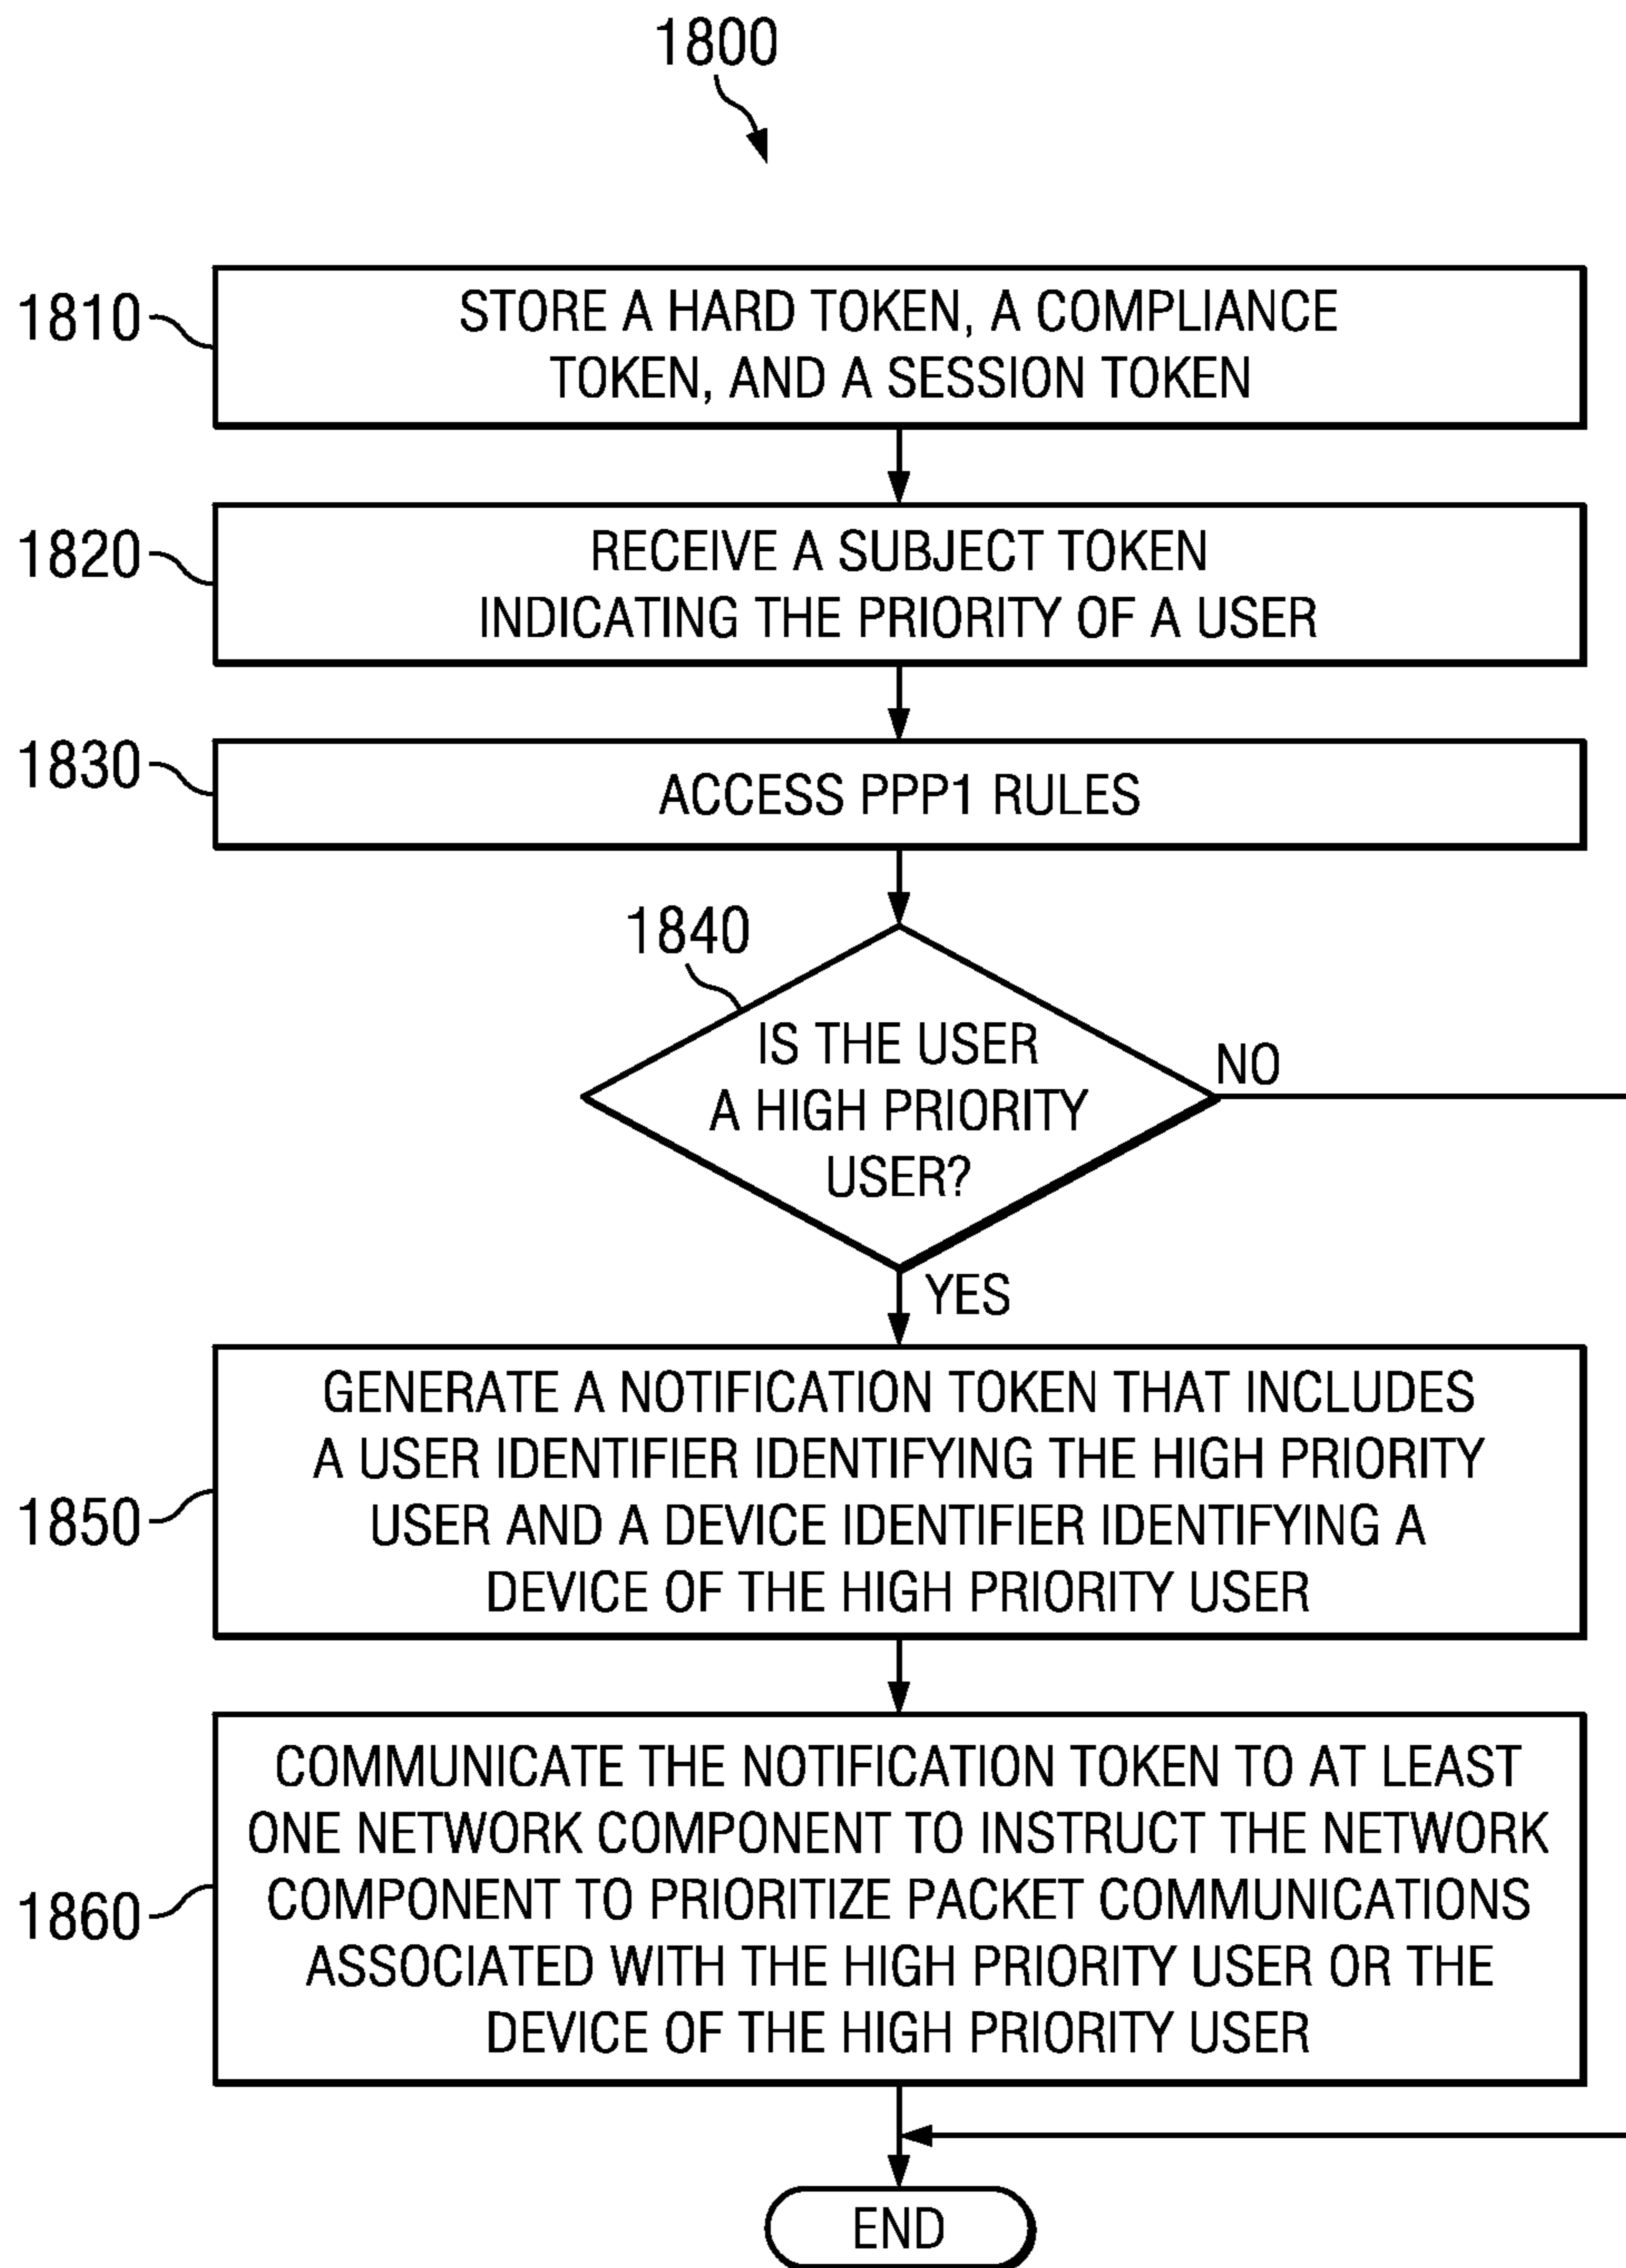 1800
1810
STORE A HARD TOKEN, A COMPLIANCE
TOKEN, AND A SESSION TOKEN
1820
RECEIVE A SUBJECT TOKEN
INDICATING THE PRIORITY OF A USER
1830
ACCESS PPP1 RULES
1840
IS THE USER
A HIGH PRIORITY
USER?
NO
YES
1850
GENERATE A NOTIFICATION TOKEN THAT INCLUDES
A USER IDENTIFIER IDENTIFYING THE HIGH PRIORITY
USER AND A DEVICE IDENTIFIER IDENTIFYING A
DEVICE OF THE HIGH PRIORITY USER
1860
COMMUNICATE THE NOTIFICATION TOKEN TO AT LEAST
ONE NETWORK COMPONENT TO INSTRUCT THE NETWORK
COMPONENT TO PRIORITIZE PACKET COMMUNICATIONS
ASSOCIATED WITH THE HIGH PRIORITY USER OR THE
DEVICE OF THE HIGH PRIORITY USER
END